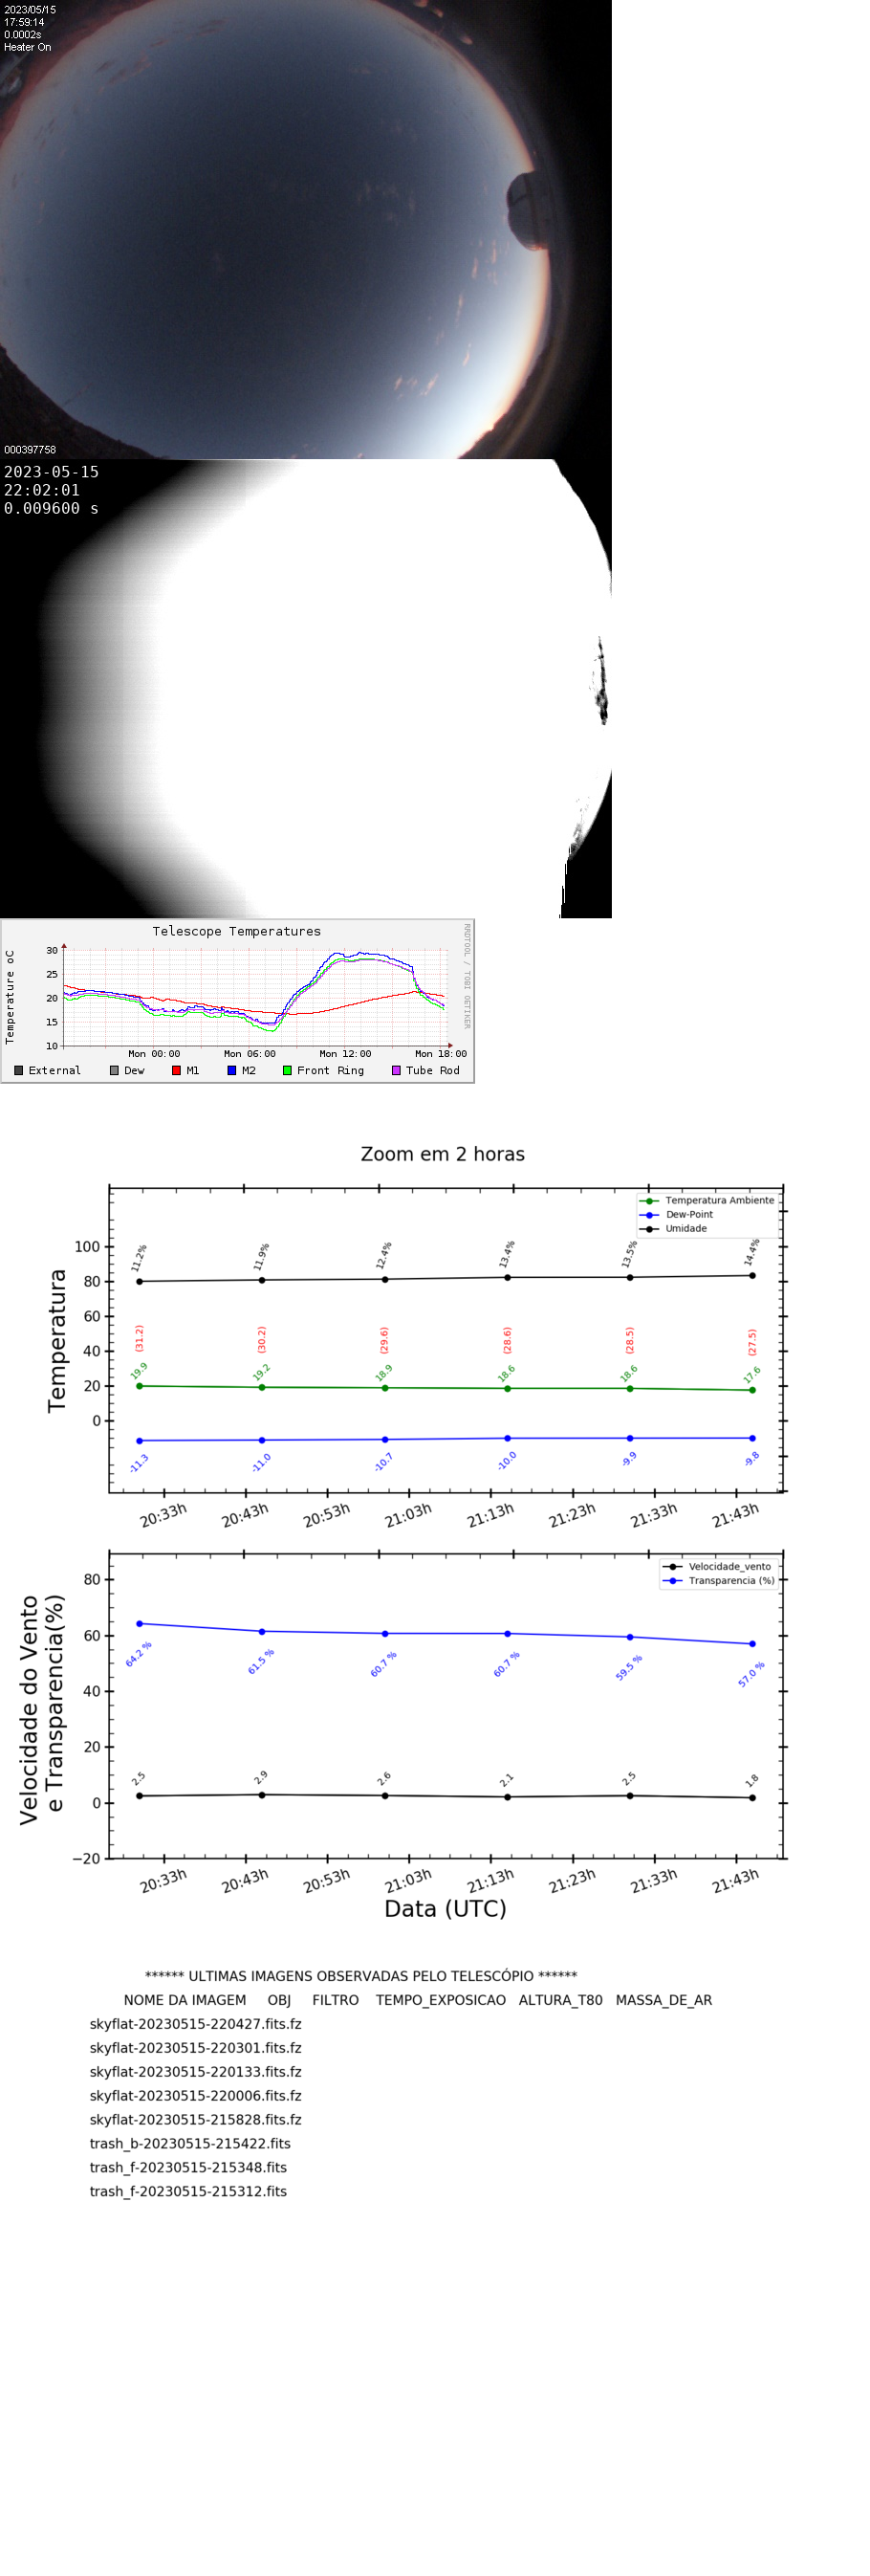 2023/05/15
17:59:14
0.0002s
Heater On
000397758
2023-05-15
22:02:01
0.009600 s
Telescope Temperatures
RRDTOOL / TOBI OETIKER
Temperature oC
30
25
20
15
10
Mon 00:00 Mon 06:00 Mon 12:00 Mon 18:00
External Dew M1 M2 Front Ring Tube Rod
Zoom em 2 horas
Temperatura Ambiente
Dew-Point
Umidade
Temperatura
100
80
60
40
20
0
11.2% 11.9% 12.4% 13.4% 13.5% 14.4%
(31.2) (30.2) (29.6) (28.6) (28.5) (27.5)
19.9 19.2 18.9 18.6 18.6 17.6
-11.3 -11.0 -10.7 -10.0 -9.9 -9.8
20:33h 20:43h 20:53h 21:03h 21:13h 21:23h 21:33h 21:43h
Velocidade_vento
Transparencia (%)
Velocidade do Vento
e Transparencia(%)
80
60
40
20
0
−20
64.2 % 61.5 % 60.7 % 60.7 % 59.5 % 57.0 %
2.5 2.9 2.6 2.1 2.5 1.8
20:33h 20:43h 20:53h 21:03h 21:13h 21:23h 21:33h 21:43h
Data (UTC)
****** ULTIMAS IMAGENS OBSERVADAS PELO TELESCÓPIO ******
NOME DA IMAGEM OBJ FILTRO TEMPO_EXPOSICAO ALTURA_T80 MASSA_DE_AR
skyflat-20230515-220427.fits.fz
skyflat-20230515-220301.fits.fz
skyflat-20230515-220133.fits.fz
skyflat-20230515-220006.fits.fz
skyflat-20230515-215828.fits.fz
trash_b-20230515-215422.fits
trash_f-20230515-215348.fits
trash_f-20230515-215312.fits